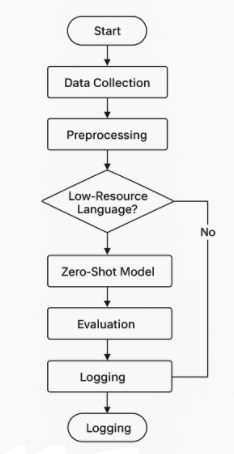 Start
Data Collection
Preprocessing
Low-Resource
Language?
No
Zero-Shot Model
Evaluation
Logging
Logging